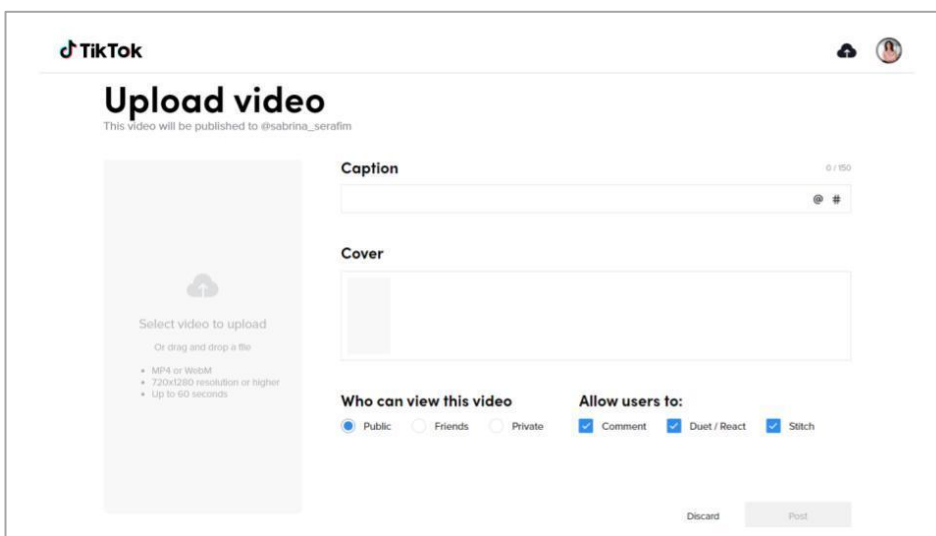 TikTok
Upload video
This video will be published to @sabrina_serafim
Select video to upload
Or drag and drop a file
• MP4 or WebM
• 720x1280 resolution or higher
• Up to 60 seconds
Caption
0 / 150
@ #
Cover
Who can view this video
Public Friends Private
Allow users to:
Comment Duet / React Stitch
Discard Post